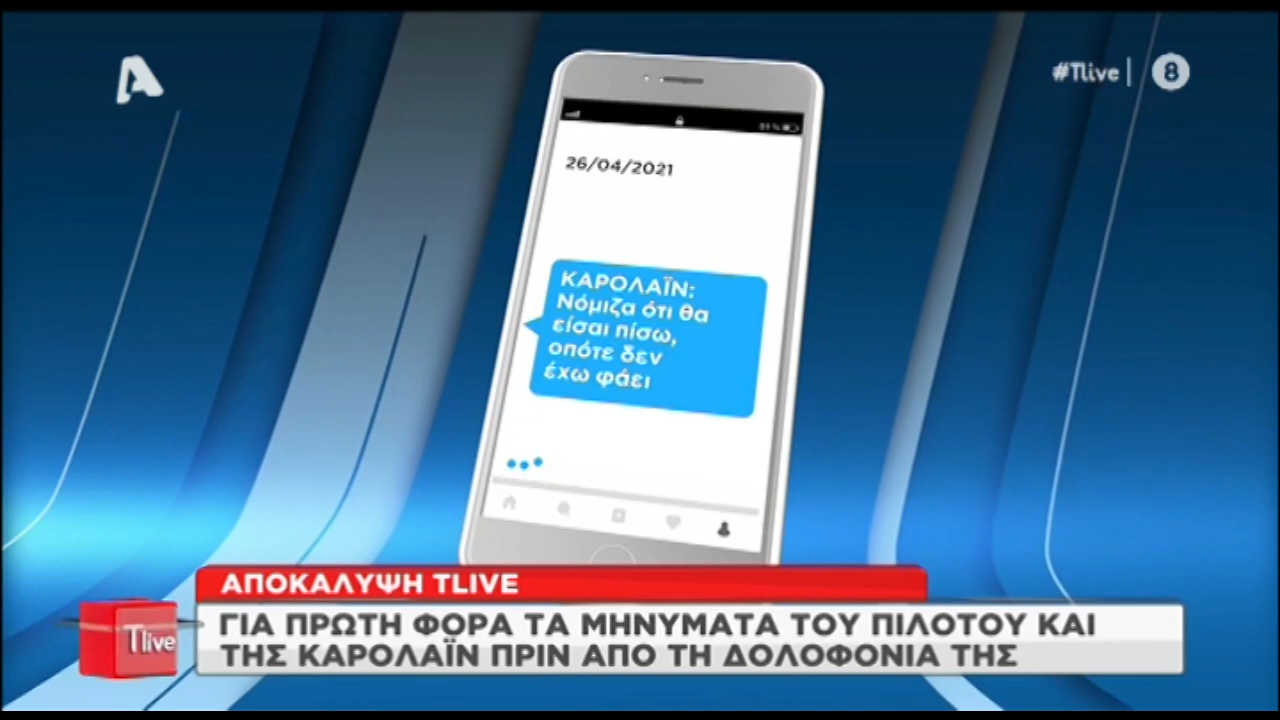 #Tlive
8
26/04/2021
ΚΑΡΟΛΑΪΝ:
Νόμιζα ότι θα
είσαι πίσω,
οπότε δεν
έχω φάει
ΑΠΟΚΑΛΥΨΗ TLIVE
Tlive
ΓΙΑ ΠΡΩΤΗ ΦΟΡΑ ΤΑ ΜΗΝΥΜΑΤΑ ΤΟΥ ΠΙΛΟΤΟΥ ΚΑΙ
ΤΗΣ ΚΑΡΟΛΑΪΝ ΠΡΙΝ ΑΠΟ ΤΗ ΔΟΛΟΦΟΝΙΑ ΤΗΣ